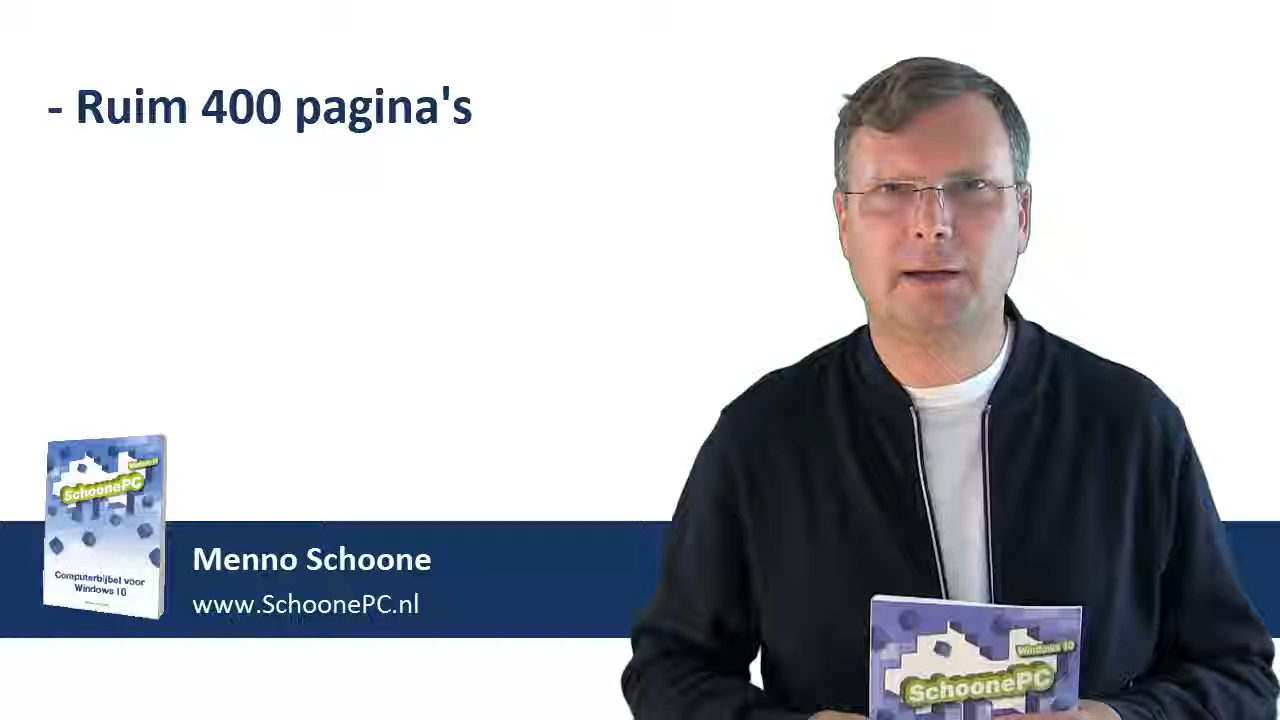 - Ruim 400 pagina's
Windows 10
SchoonePC
Computerbijbel voor
Windows 10
Menno Schoone
www.SchoonePC.nl
Windows 10
SchoonePC